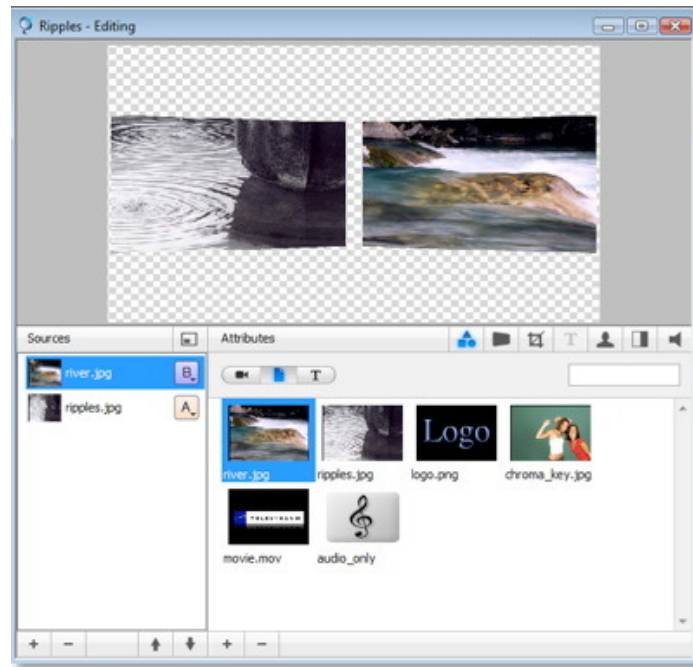 Ripples - Editing
Sources
Attributes
T
river.jpg
B
ripples.jpg
A
T
Logo
river.jpg
ripples.jpg
logo.png
chroma_key.jpg
TELESTREAM
movie.mov
audio_only